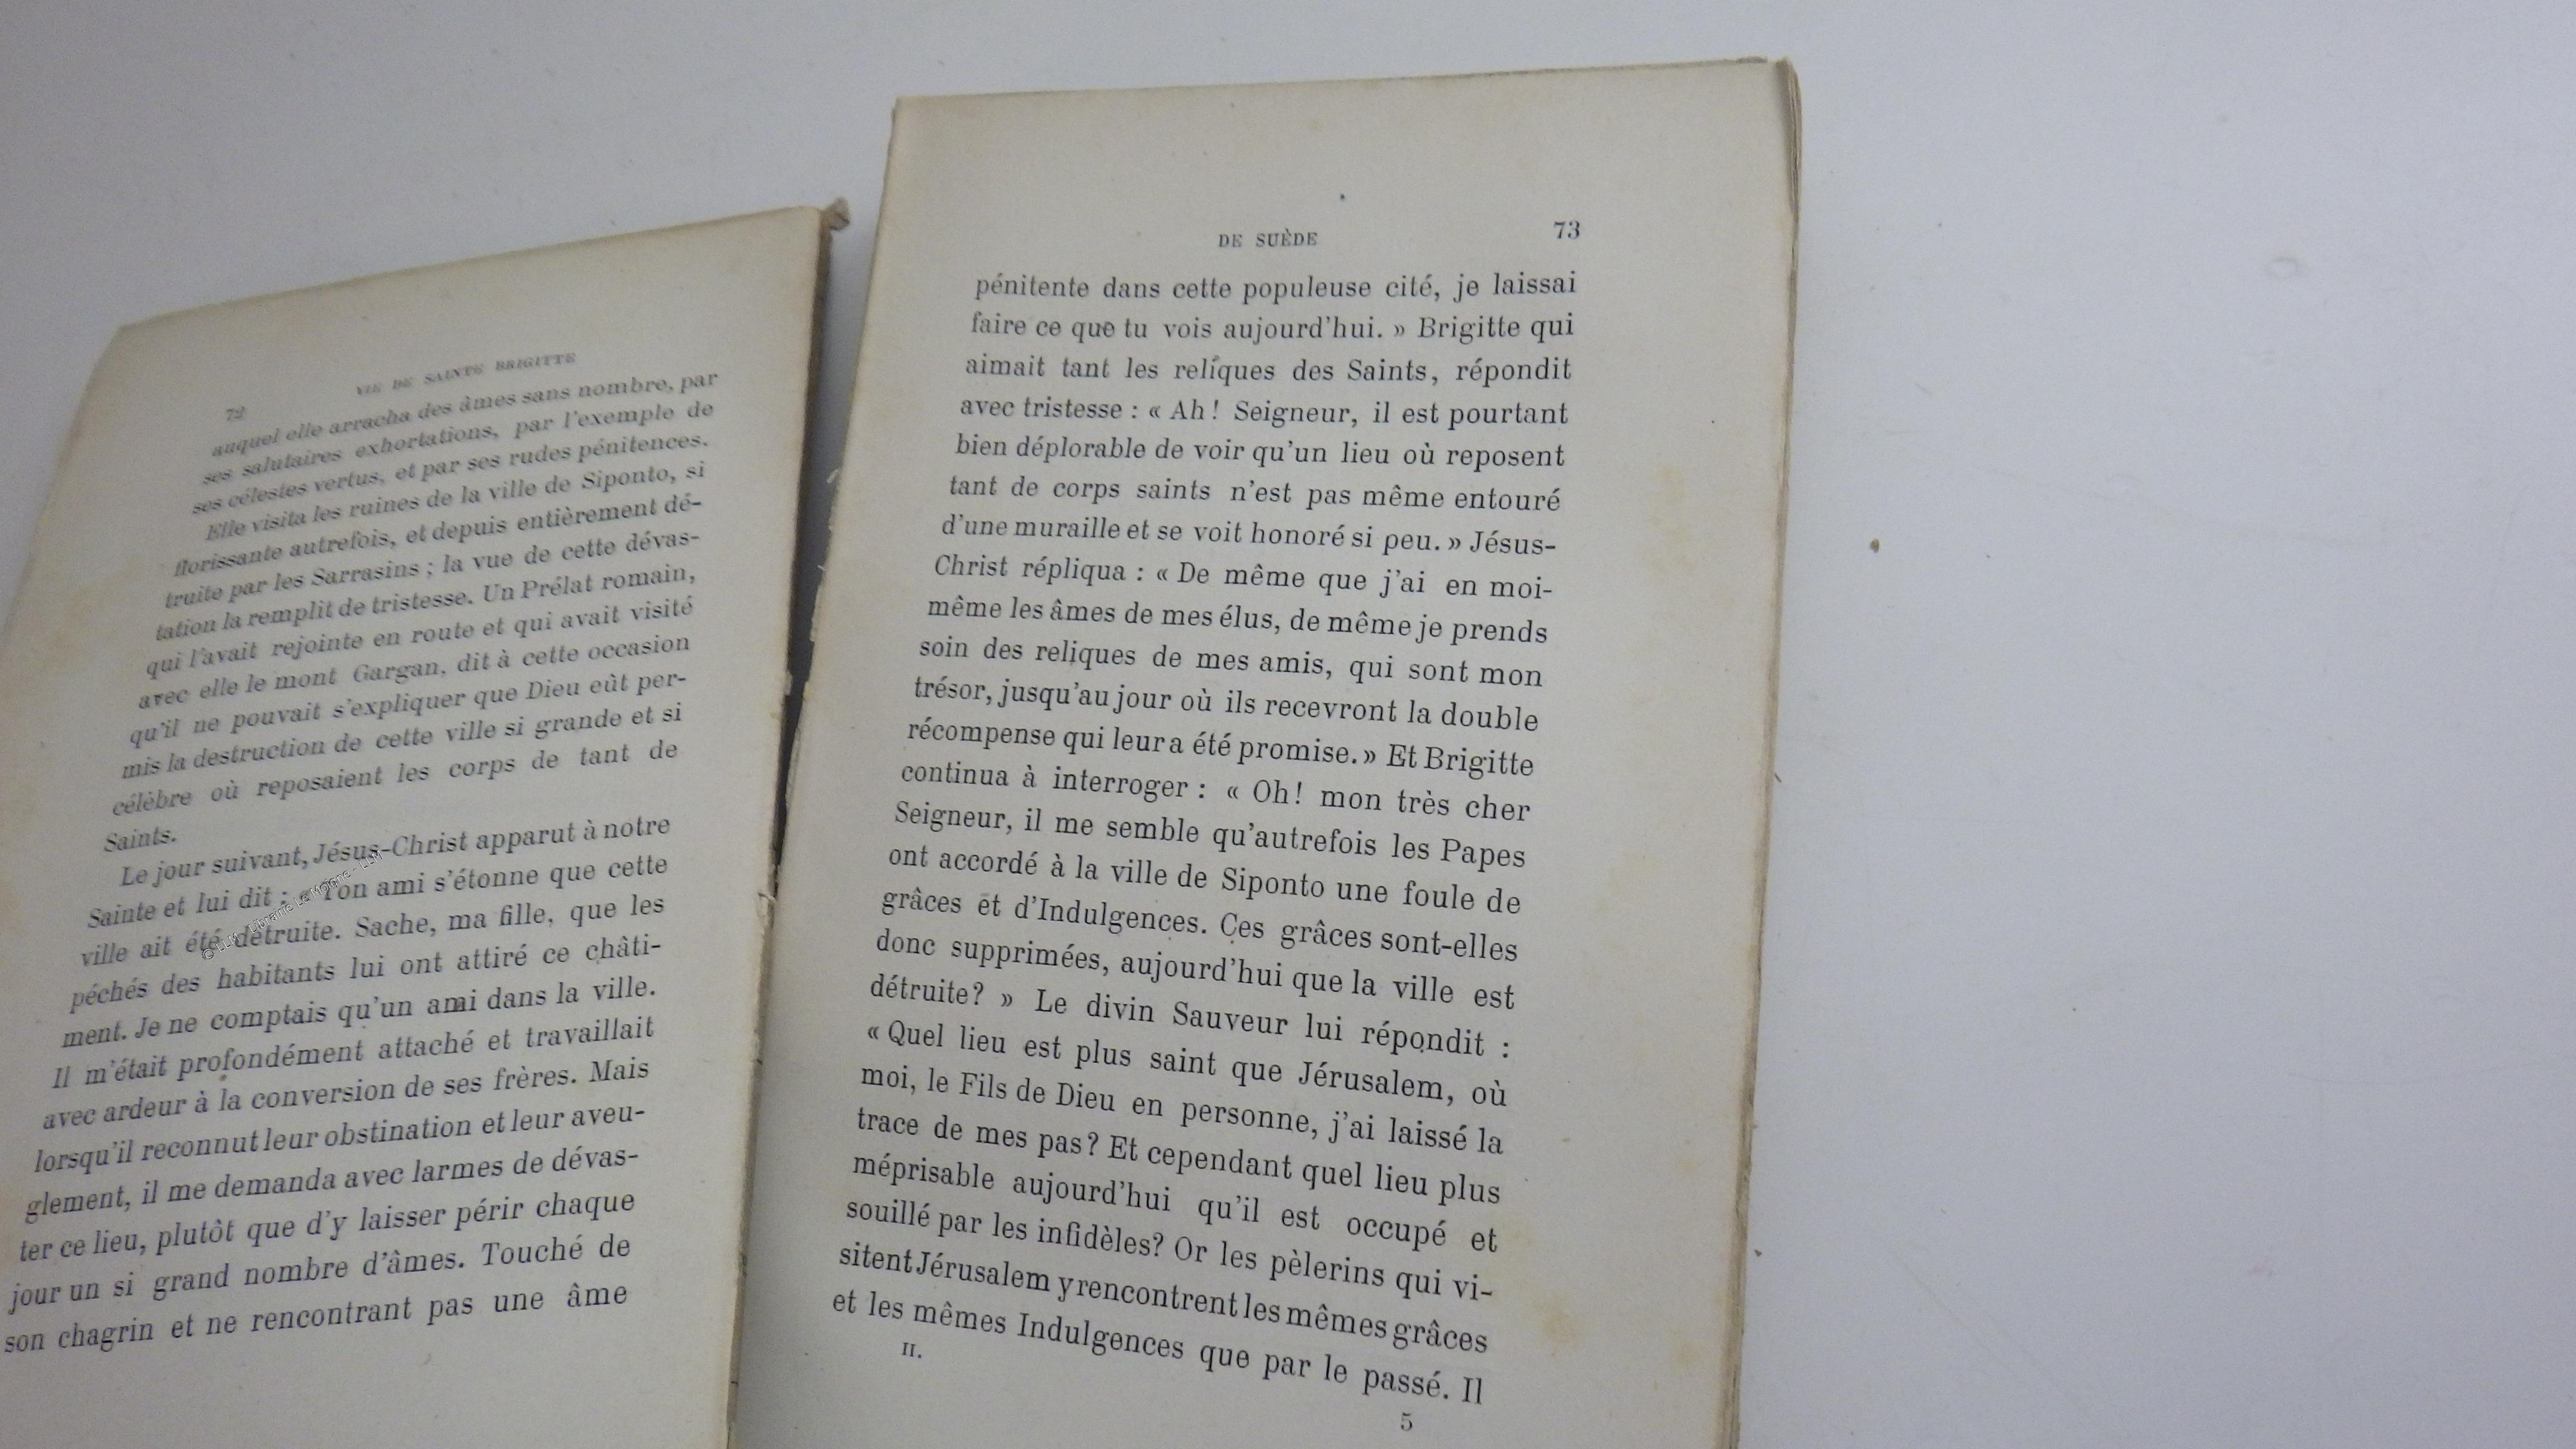 72
VIE DE SAINTE BRIGITTE
auquel elle arracha des âmes sans nombre, par
ses salutaires exhortations, par l'exemple de
ses célestes vertus, et par ses rudes pénitences.
Elle visita les ruines de la ville de Siponto, si
florissante autrefois, et depuis entièrement dé-
truite par les Sarrasins ; la vue de cette dévas-
tation la remplit de tristesse. Un Prélat romain,
qui l'avait rejointe en route et qui avait visité
avec elle le mont Gargan, dit à cette occasion
qu'il ne pouvait s'expliquer que Dieu eût per-
mis la destruction de cette ville si grande et si
célèbre où reposaient les corps de tant de
Saints.
Le jour suivant, Jésus-Christ apparut à notre
Sainte et lui dit : « Ton ami s'étonne que cette
ville ait été détruite. Sache, ma fille, que les
péchés des habitants lui ont attiré ce châti-
ment. Je ne comptais qu'un ami dans la ville.
Il m'était profondément attaché et travaillait
avec ardeur à la conversion de ses frères. Mais
lorsqu'il reconnut leur obstination et leur aveu-
glement, il me demanda avec larmes de dévas-
ter ce lieu, plutôt que d'y laisser périr chaque
jour un si grand nombre d'âmes. Touché de
son chagrin et ne rencontrant pas une âme
© LLM - Librairie Le Moine - LLM
DE SUÈDE
73
pénitente dans cette populeuse cité, je laissai
faire ce que tu vois aujourd'hui. » Brigitte qui
aimait tant les reliques des Saints, répondit
avec tristesse : « Ah ! Seigneur, il est pourtant
bien déplorable de voir qu'un lieu où reposent
tant de corps saints n'est pas même entouré
d'une muraille et se voit honoré si peu. » Jésus-
Christ répliqua : « De même que j'ai en moi-
même les âmes de mes élus, de même je prends
soin des reliques de mes amis, qui sont mon
trésor, jusqu'au jour où ils recevront la double
récompense qui leur a été promise. » Et Brigitte
continua à interroger : « Oh ! mon très cher
Seigneur, il me semble qu'autrefois les Papes
ont accordé à la ville de Siponto une foule de
grâces et d'Indulgences. Ces grâces sont-elles
donc supprimées, aujourd'hui que la ville est
détruite? » Le divin Sauveur lui répondit :
« Quel lieu est plus saint que Jérusalem, où
moi, le Fils de Dieu en personne, j'ai laissé la
trace de mes pas? Et cependant quel lieu plus
méprisable aujourd'hui qu'il est occupé et
souillé par les infidèles? Or les pèlerins qui vi-
sitent Jérusalem y rencontrent les mêmes grâces
et les mêmes Indulgences que par le passé. Il
II.
5